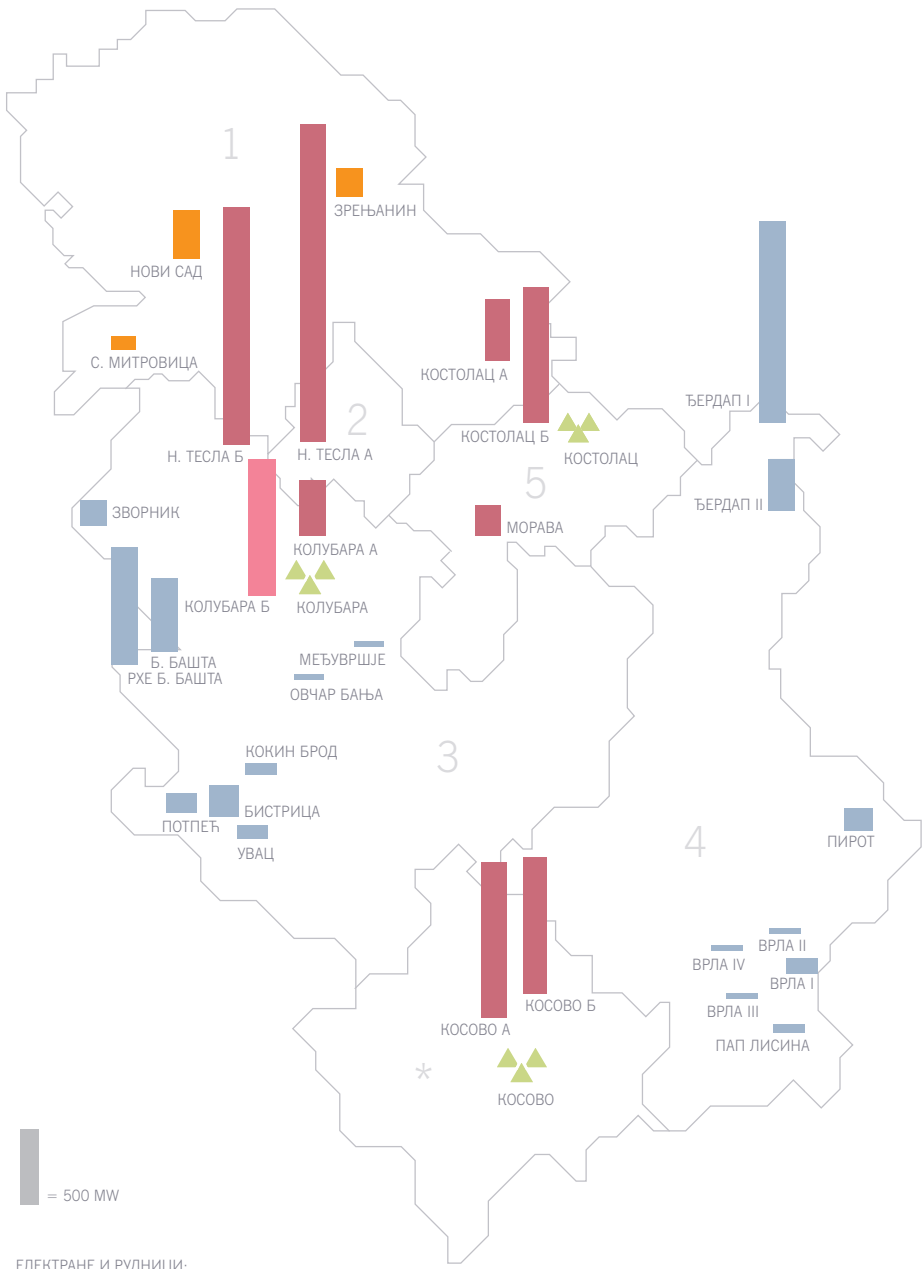 1
ЗРЕЊАНИН
НОВИ САД
С. МИТРОВИЦА
КОСТОЛАЦ А
ЂЕРДАП I
2
КОСТОЛАЦ Б
Н. ТЕСЛА Б
Н. ТЕСЛА А
КОСТОЛАЦ
5
ЂЕРДАП II
ЗВОРНИК
МОРАВА
КОЛУБАРА А
КОЛУБАРА Б
КОЛУБАРА
Б. БАШТА
МЕЂУВРШЈЕ
РХЕ Б. БАШТА
ОВЧАР БАЊА
КОКИН БРОД
3
БИСТРИЦА
ПОТПЕЋ
УВАЦ
4
ПИРОТ
ВРЛА II
ВРЛА IV
ВРЛА I
КОСОВО Б
ВРЛА III
КОСОВО А
ПАП ЛИСИНА
*
КОСОВО
= 500 MW
ЕЛЕКТРАНЕ И РУДНИЦИ: